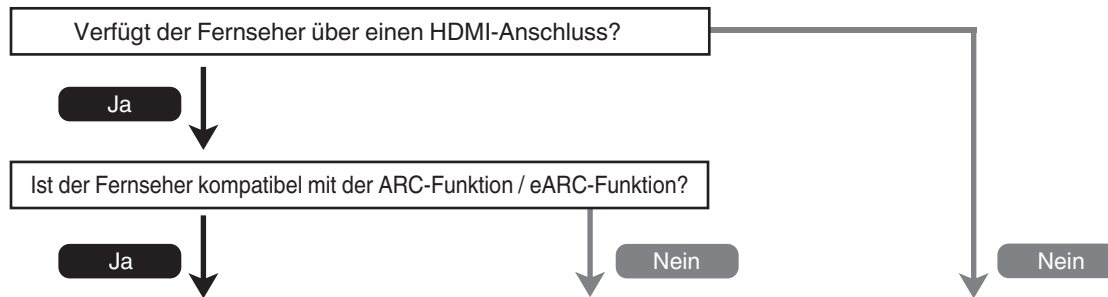 Verfügt der Fernseher über einen HDMI-Anschluss?
Ja
Ist der Fernseher kompatibel mit der ARC-Funktion / eARC-Funktion?
Ja
Nein
Nein